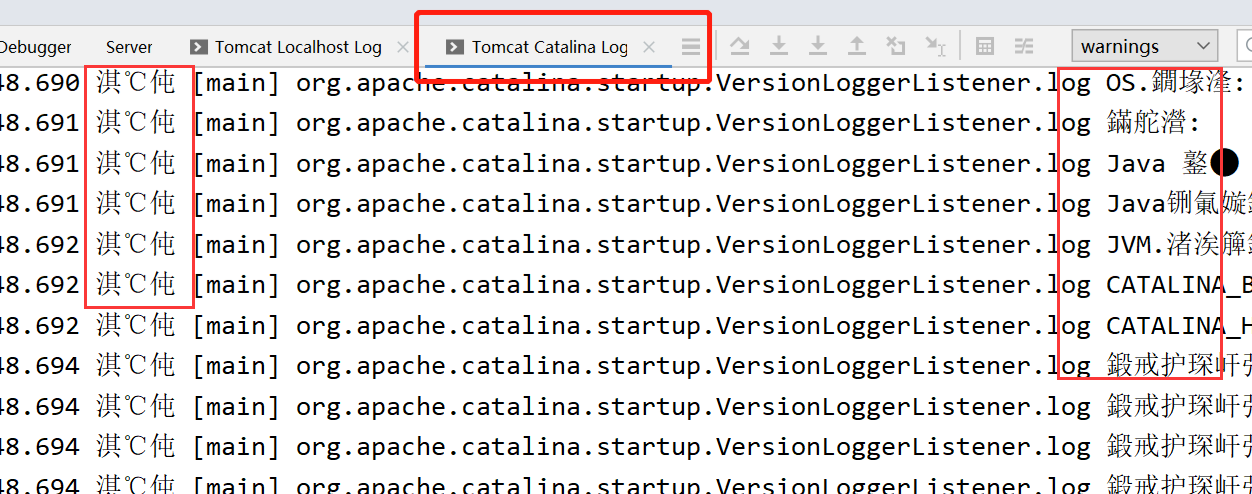 Debugger Server Tomcat Localhost Log Tomcat Catalina Log warnings
48.690 淇℃伅 [main] org.apache.catalina.startup.VersionLoggerListener.log OS.鐗堟湰:
48.691 淇℃伅 [main] org.apache.catalina.startup.VersionLoggerListener.log 鏋舵瀯:
48.691 淇℃伅 [main] org.apache.catalina.startup.VersionLoggerListener.log Java 鐜
48.691 淇℃伅 [main] org.apache.catalina.startup.VersionLoggerListener.log Java铏氭嫙
48.692 淇℃伅 [main] org.apache.catalina.startup.VersionLoggerListener.log JVM.渚涘簲
48.692 淇℃伅 [main] org.apache.catalina.startup.VersionLoggerListener.log CATALINA_B
48.692 淇℃伅 [main] org.apache.catalina.startup.VersionLoggerListener.log CATALINA_H
48.694 淇℃伅 [main] org.apache.catalina.startup.VersionLoggerListener.log 鍛戒护琛屽
48.694 淇℃伅 [main] org.apache.catalina.startup.VersionLoggerListener.log 鍛戒护琛屽
48.694 淇℃伅 [main] org.apache.catalina.startup.VersionLoggerListener.log 鍛戒护琛屽
48.694 淇℃伅 [main] org.apache.catalina.startup.VersionLoggerListener.log 鍛戒护琛屽